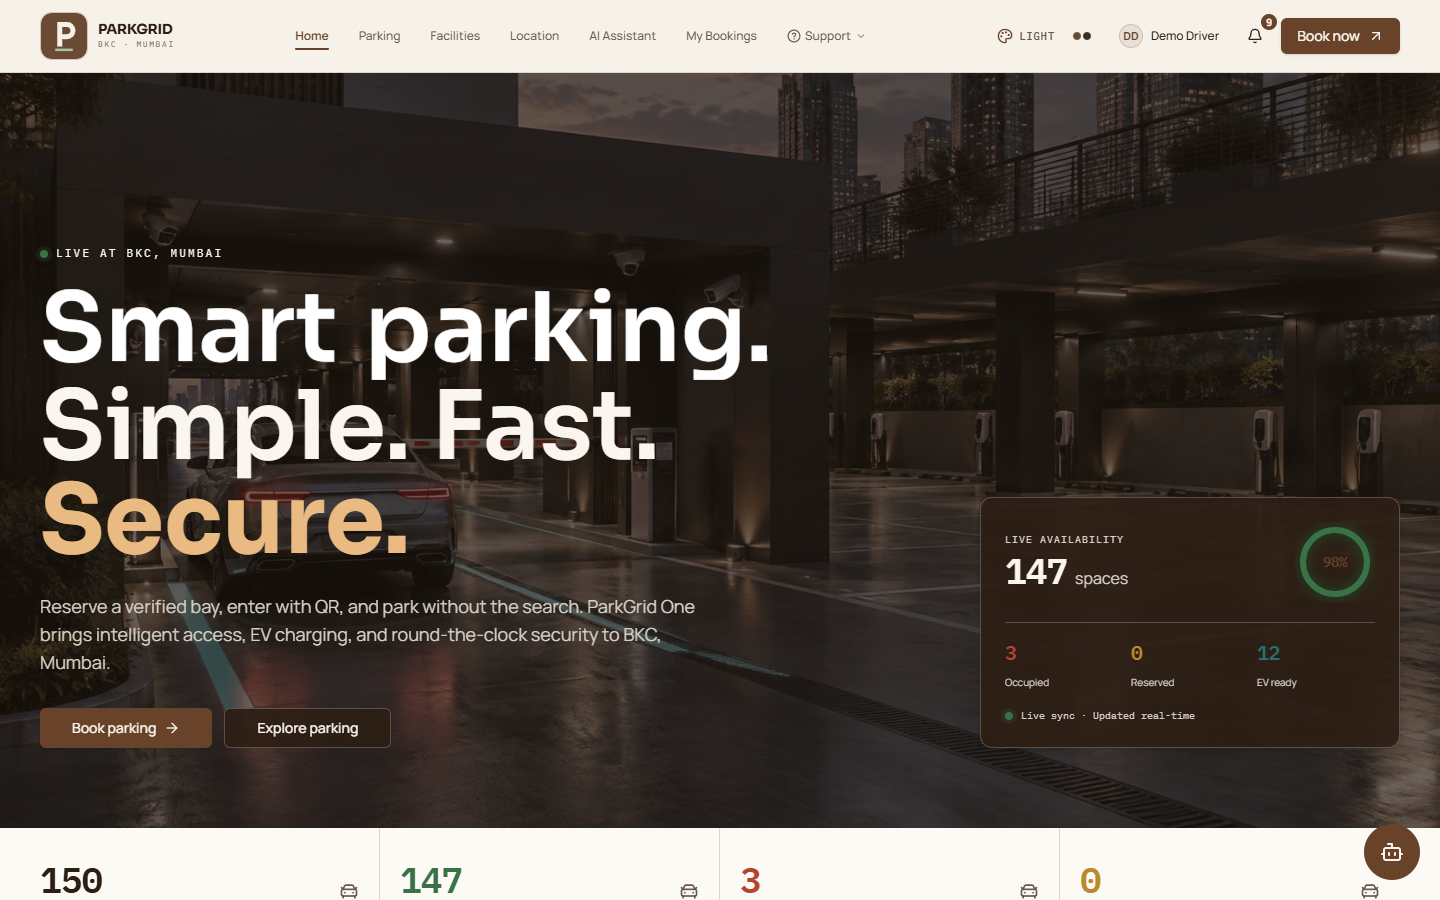 P
PARKGRID
BKC · MUMBAI
Home
Parking
Facilities
Location
AI Assistant
My Bookings
Support
LIGHT
DD
Demo Driver
9
Book now
LIVE AT BKC, MUMBAI
Smart parking.
Simple. Fast.
Secure.
Reserve a verified bay, enter with QR, and park without the search. ParkGrid One
brings intelligent access, EV charging, and round-the-clock security to BKC,
Mumbai.
Book parking
Explore parking
LIVE AVAILABILITY
147 spaces
98%
3
0
12
Occupied
Reserved
EV ready
Live sync · Updated real-time
150
147
3
0